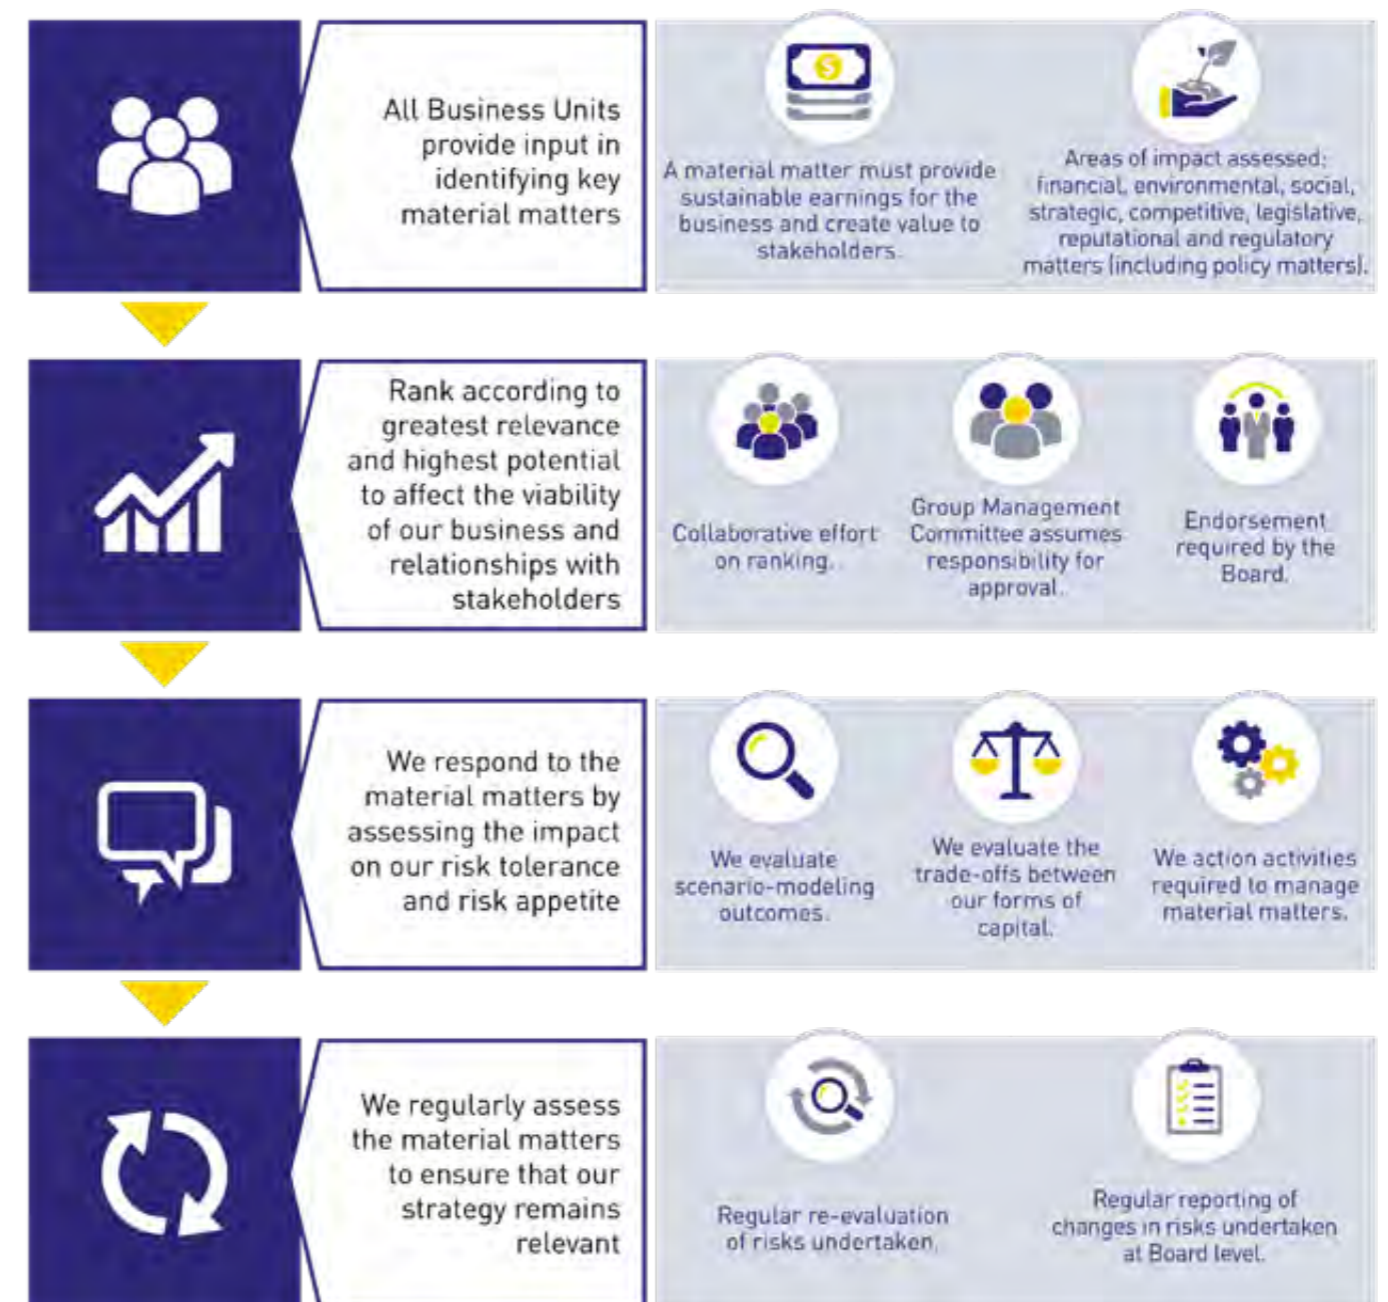 All Business Units
provide input in
identifying key
material matters
A material matter must provide
sustainable earnings for the
business and create value to
stakeholders.
Areas of impact assessed:
financial, environmental, social,
strategic, competitive, legislative,
reputational and regulatory
matters (including policy matters).
Rank according to
greatest relevance
and highest potential
to affect the viability
of our business and
relationships with
stakeholders
Collaborative effort
on ranking.
Group Management
Committee assumes
responsibility for
approval.
Endorsement
required by the
Board.
We respond to the
material matters by
assessing the impact
on our risk tolerance
and risk appetite
We evaluate
scenario-modeling
outcomes.
We evaluate the
trade-offs between
our forms of
capital.
We action activities
required to manage
material matters.
We regularly assess
the material matters
to ensure that our
strategy remains
relevant
Regular re-evaluation
of risks undertaken.
Regular reporting of
changes in risks undertaken
at Board level.